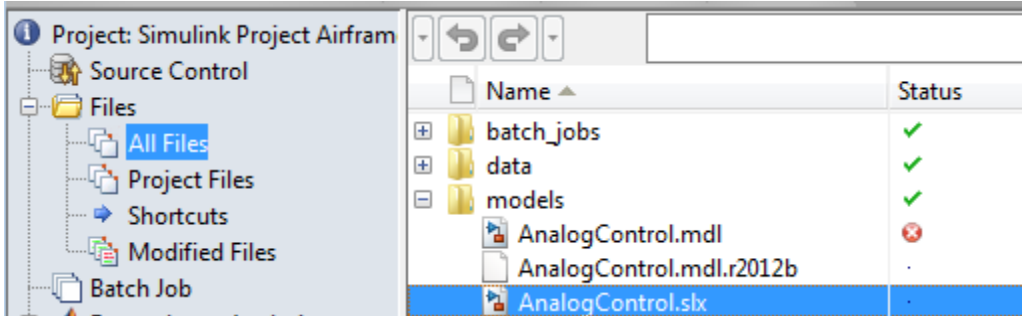 Project: Simulink Project Airfram
Source Control
Files
All Files
Project Files
Shortcuts
Modified Files
Batch Job
Name Status
batch_jobs
data
models
AnalogControl.mdl
AnalogControl.mdl.r2012b
AnalogControl.slx